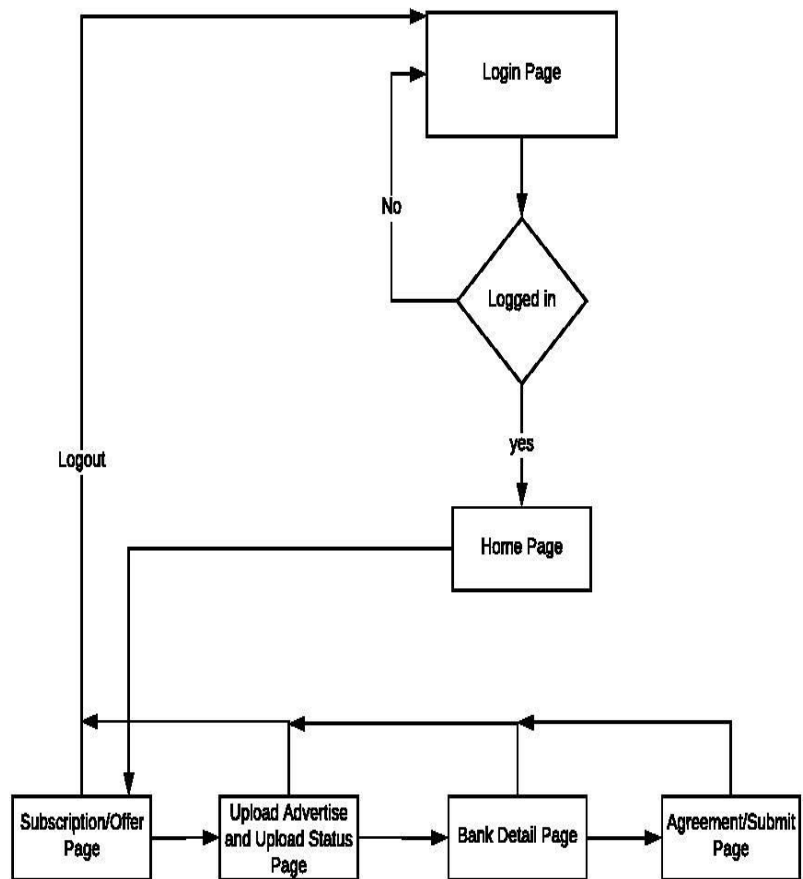 Login Page
No
Logged in
yes
Logout
Home Page
Subscription/Offer
Page
Upload Advertise
and Upload Status
Page
Bank Detail Page
Agreement/Submit
Page